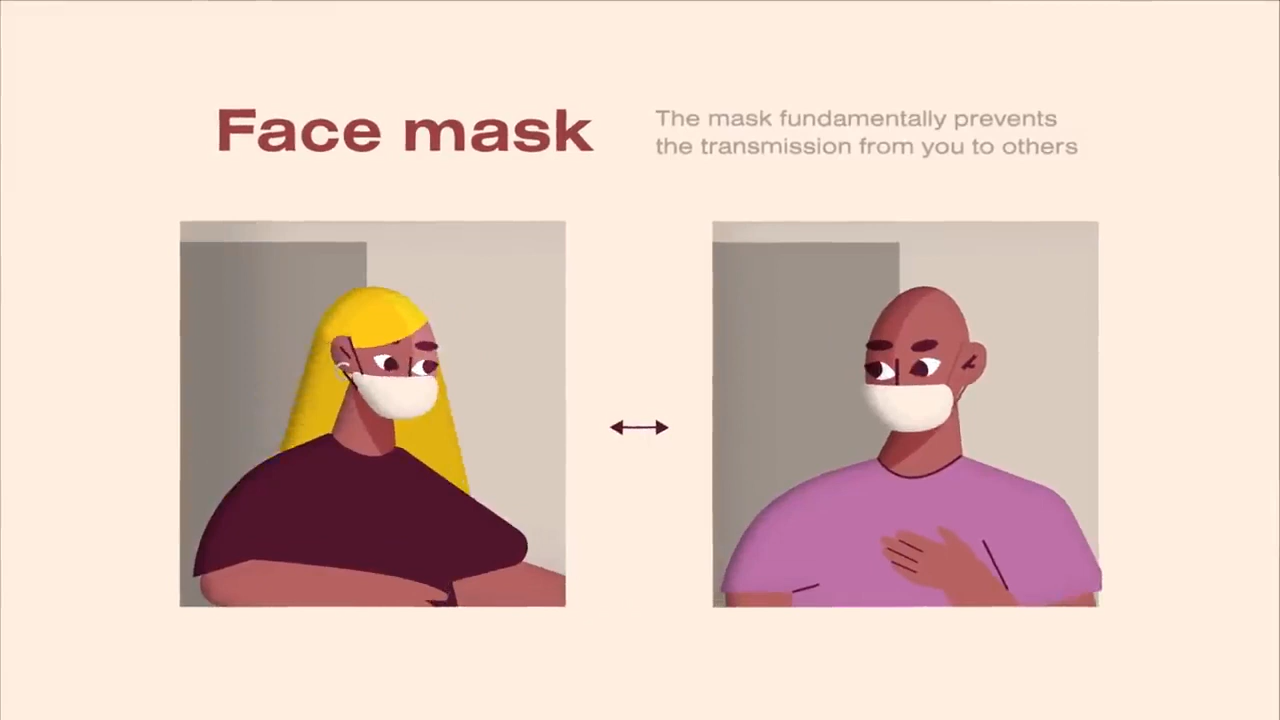 Face mask
The mask fundamentally prevents
the transmission from you to others